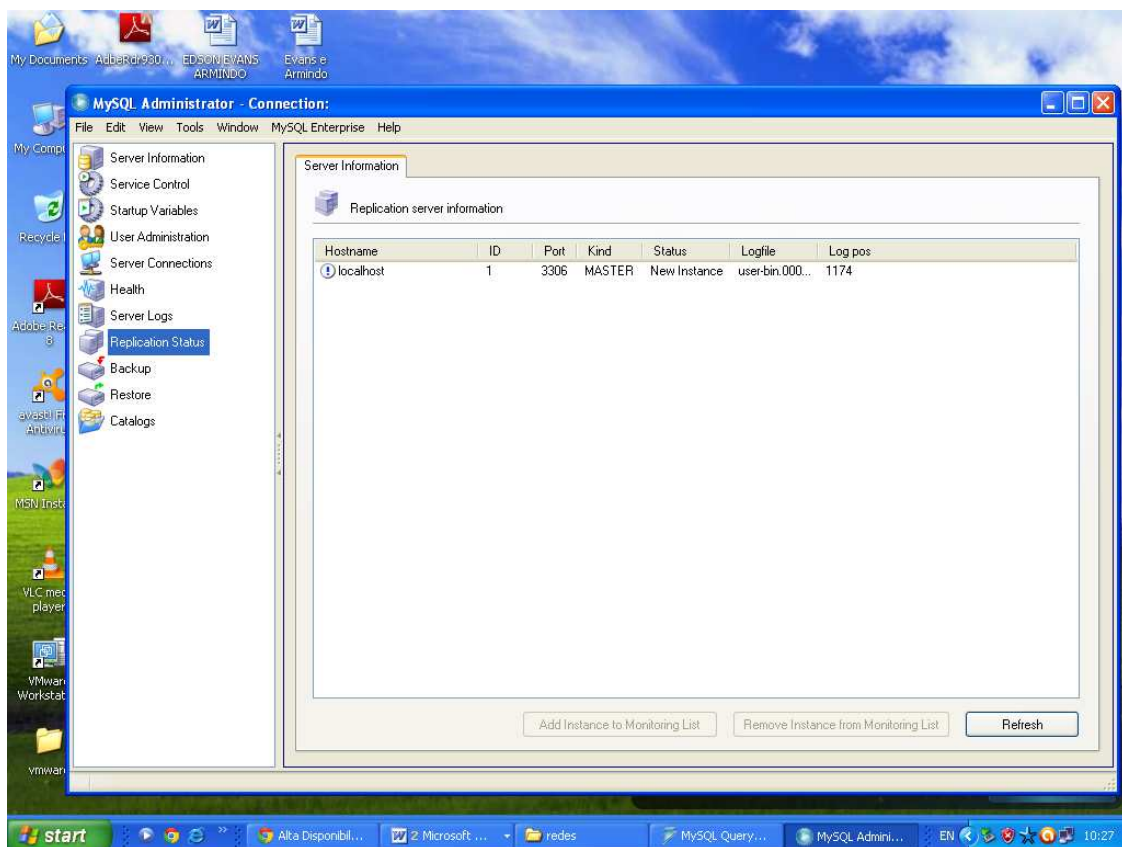 My Documents
AdbeRdr930...
EDSON EVANS
ARMINDO
Evans e
Armindo
MySQL Administrator - Connection:
File Edit View Tools Window MySQL Enterprise Help
My Comp
Recycle
Adobe Re
8
avast! F
Antivir
MSN Inst
VLC med
player
VMwar
Workstat
vmwar
Server Information
Service Control
Startup Variables
User Administration
Server Connections
Health
Server Logs
Replication Status
Backup
Restore
Catalogs
Server Information
Replication server information
Hostname ID Port Kind Status Logfile Log pos
localhost 1 3306 MASTER New Instance user-bin.000... 1174
Add Instance to Monitoring List Remove Instance from Monitoring List Refresh
start Alta Disponibil... 2 Microsoft ... redes MySQL Query... MySQL Admini... EN 10:27